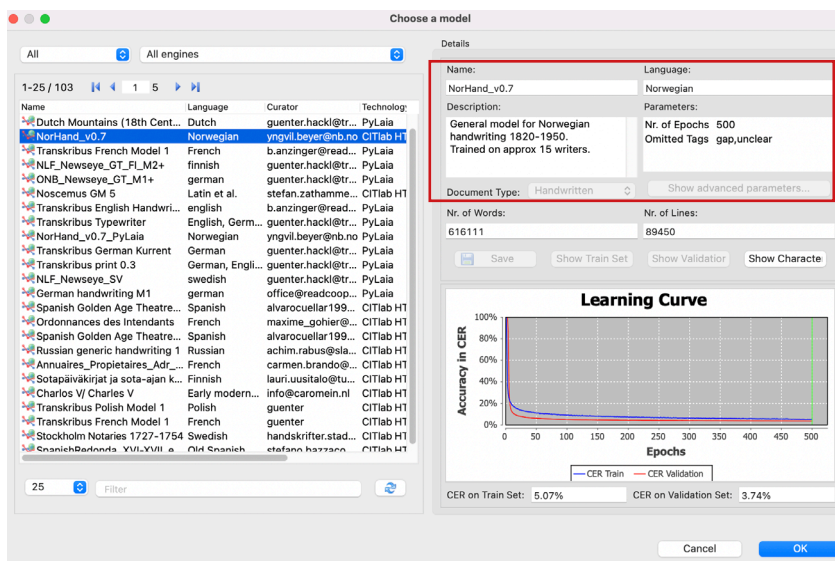 Choose a model
All All engines
1-25 / 103 1 5
Name Language Curator Technology
Dutch Mountains (18th Cent... Dutch guenter.hackl@tr... PyLaia
NorHand_v0.7 Norwegian yngvil.beyer@nb.no CITlab HT
Transkribus French Model 1 French b.anzinger@read... PyLaia
NLF_Newseye_GT_FI_M2+ finnish guenter.hackl@tr... PyLaia
ONB_Newseye_GT_M1+ german guenter.hackl@tr... PyLaia
Noscemus GM 5 Latin et al. stefan.zathamme... CITlab HT
Transkribus English Handwri... english b.anzinger@read... PyLaia
Transkribus Typewriter English, Germ... guenter.hackl@tr... PyLaia
NorHand_v0.7_PyLaia Norwegian yngvil.beyer@nb.no PyLaia
Transkribus German Kurrent German guenter.hackl@tr... PyLaia
Transkribus print 0.3 German, Engli... guenter.hackl@tr... PyLaia
NLF_Newseye_SV swedish guenter.hackl@tr... PyLaia
German handwriting M1 german office@readcoop... PyLaia
Spanish Golden Age Theatre... Spanish alvarocuellar199... CITlab HT
Ordonnances des Intendants French maxime_gohier@... CITlab HT
Spanish Golden Age Theatre... Spanish alvarocuellar199... CITlab HT
Russian generic handwriting 1 Russian achim.rabus@sla... CITlab HT
Annuaires_Propietaires_Adr_... French carmen.brando@... CITlab HT
Sotapäiväkirjat ja sota-ajan k... Finnish lauri.uusitalo@tu... CITlab HT
Charlos V/ Charles V Early modern... info@caromein.nl CITlab HT
Transkribus Polish Model 1 Polish guenter CITlab HT
Transkribus French Model 1 French guenter CITlab HT
Stockholm Notaries 1727-1754 Swedish handskrifter.stad... CITlab HT
SpanishRedonda_XVI-XVII_e... Old Spanish stefano.bazzaco... CITlab HT
25 Filter
Details
Name: Language:
NorHand_v0.7 Norwegian
Description: Parameters:
General model for Norwegian Nr. of Epochs 500
handwriting 1820-1950. Omitted Tags gap,unclear
Trained on approx 15 writers.
Document Type: Handwritten Show advanced parameters...
Nr. of Words: Nr. of Lines:
616111 89450
Save Show Train Set Show Validatior Show Characte
Learning Curve
Accuracy in CER
100%
80%
60%
40%
20%
0%
0 50 100 150 200 250 300 350 400 450 500
Epochs
CER Train CER Validation
CER on Train Set: 5.07% CER on Validation Set: 3.74%
Cancel OK